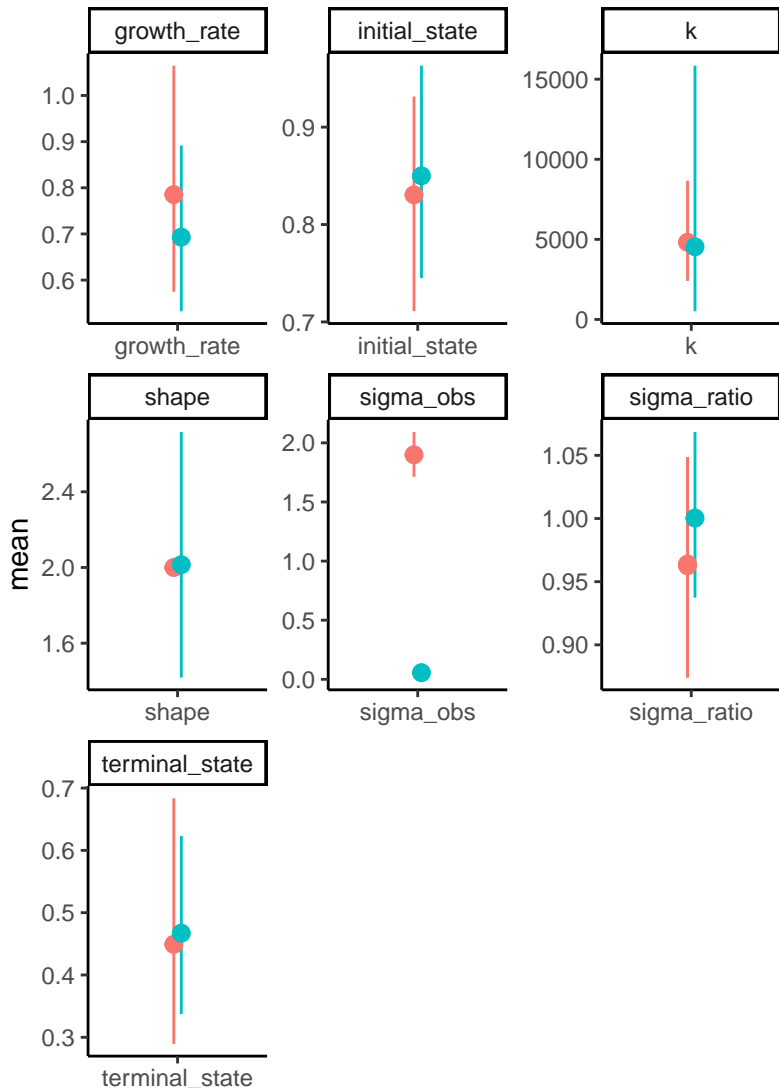 growth_rate
initial_state
k
1.0
0.9
0.8
0.7
0.6
0.9
0.8
0.7
15000
10000
5000
0
growth_rate
initial_state
k
shape
sigma_obs
sigma_ratio
mean
2.4
2.0
1.6
2.0
1.5
1.0
0.5
0.0
1.05
1.00
0.95
0.90
shape
sigma_obs
sigma_ratio
terminal_state
0.7
0.6
0.5
0.4
0.3
terminal_state